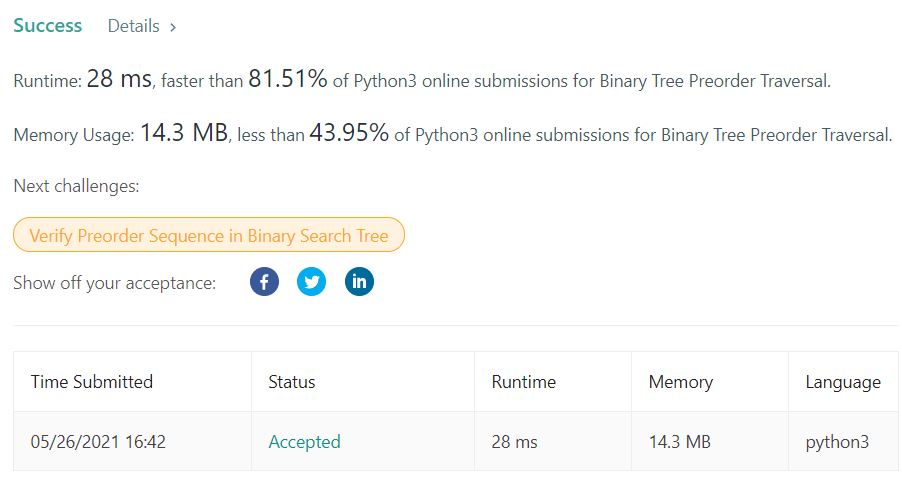 Success Details >
Runtime: 28 ms, faster than 81.51% of Python3 online submissions for Binary Tree Preorder Traversal.
Memory Usage: 14.3 MB, less than 43.95% of Python3 online submissions for Binary Tree Preorder Traversal.
Next challenges:
Verify Preorder Sequence in Binary Search Tree
Show off your acceptance: f in
Time Submitted Status Runtime Memory Language
05/26/2021 16:42 Accepted 28 ms 14.3 MB python3